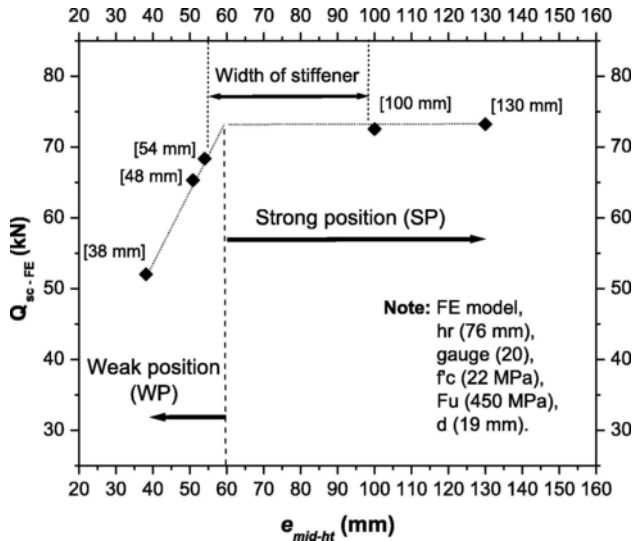 20 30 40 50 60 70 80 90 100 110 120 130 140 150 160
80
70
60
50
40
30
Q sc - FE (kN)
80
70
60
50
40
30
Width of stiffener
[100 mm]
[130 mm]
[54 mm]
[48 mm]
[38 mm]
Strong position (SP)
Weak position
(WP)
Note: FE model,
hr (76 mm),
gauge (20),
f'c (22 MPa),
Fu (450 MPa),
d (19 mm).
20 30 40 50 60 70 80 90 100 110 120 130 140 150 160
e mid-ht (mm)